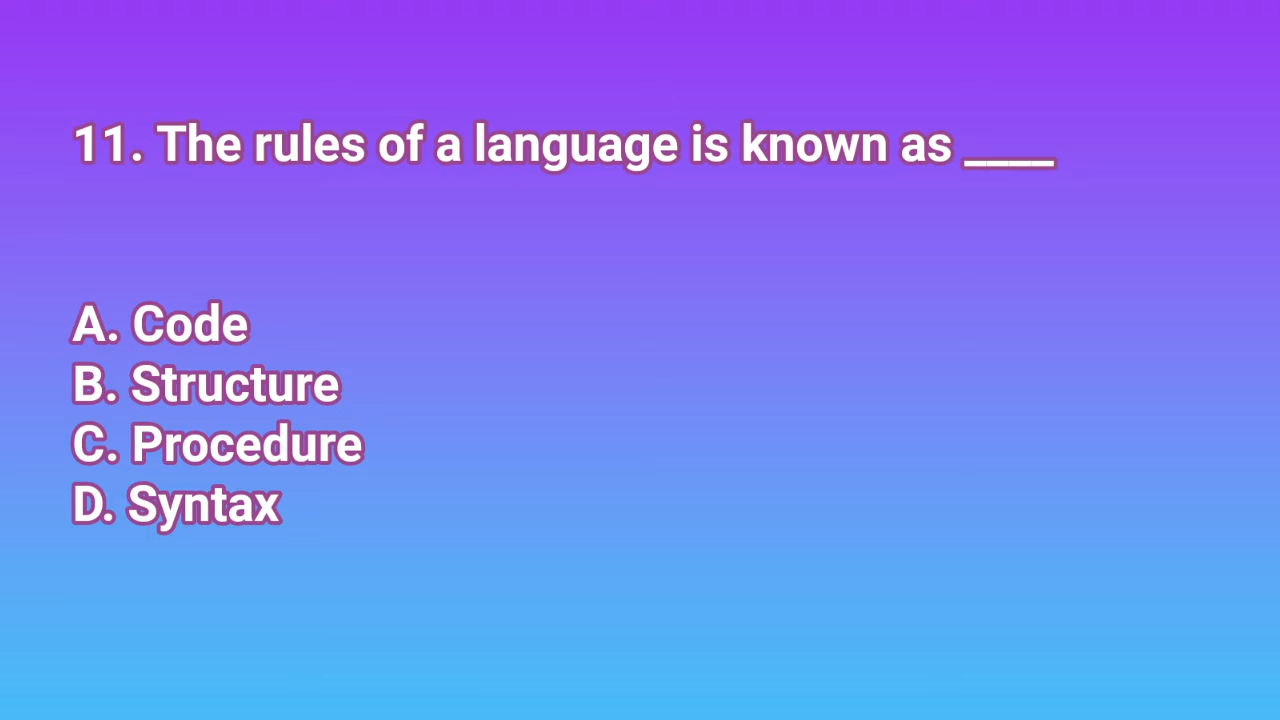 11. The rules of a language is known as ____
A. Code
B. Structure
C. Procedure
D. Syntax